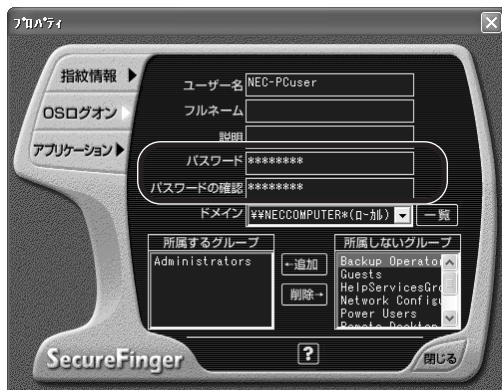 プロパティ
指紋情報
OSログオン
アプリケーション
ユーザー名 NEC-PCuser
フルネーム
説明
パスワード ********
パスワードの確認 ********
ドメイン ¥¥NECCOMPUTER*(ローカル) 一覧
所属するグループ
Administrators
←追加
削除→
所属しないグループ
Backup Operato
Guests
HelpServicesGro
Network Configu
Power Users
Remote Desktop
SecureFinger
?
閉じる